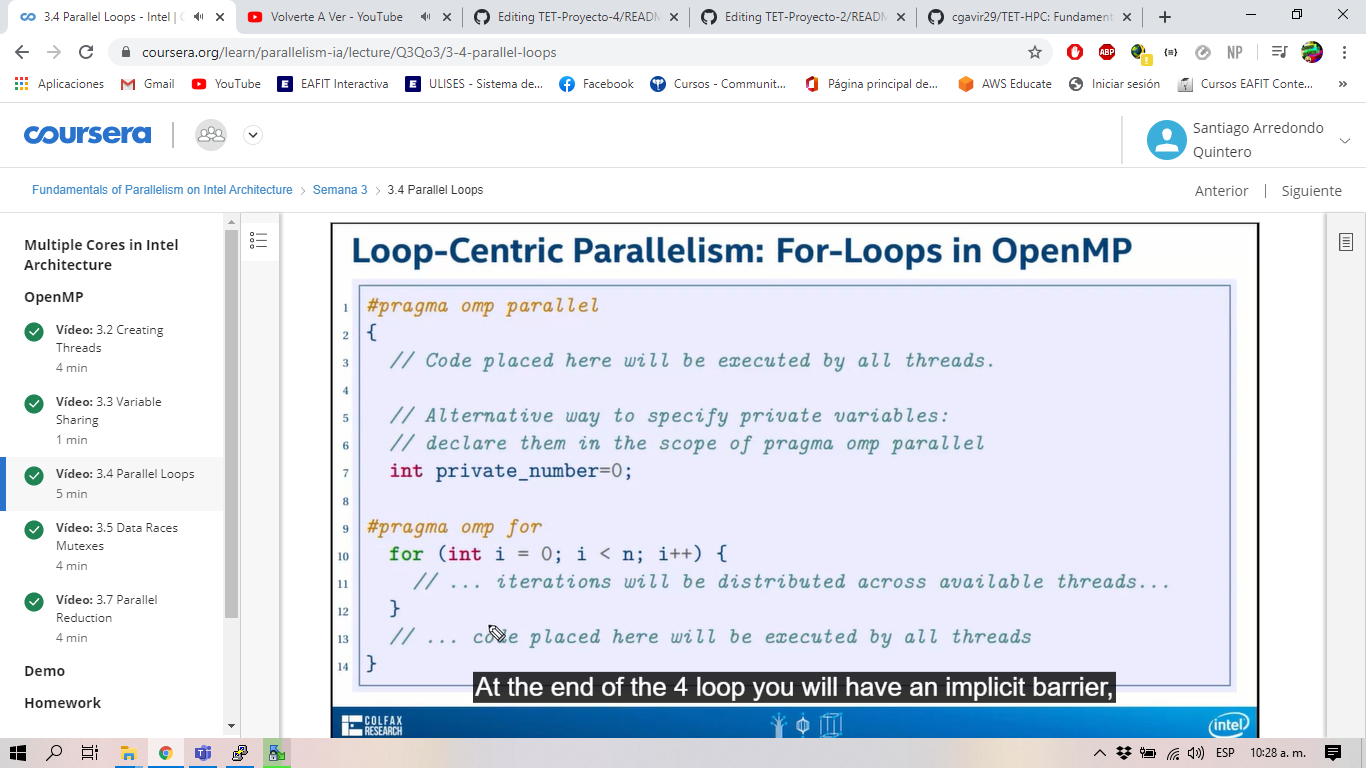 3.4 Parallel Loops - Intel | C
Volverte A Ver - YouTube
Editing TET-Proyecto-4/READM
Editing TET-Proyecto-2/READM
cgavir29/TET-HPC: Fundament
coursera.org/learn/parallelism-ia/lecture/Q3Qo3/3-4-parallel-loops
ABP
NP
Aplicaciones
Gmail
YouTube
EAFIT Interactiva
ULISES - Sistema de...
Facebook
Cursos - Communit...
Página principal de...
AWS Educate
Iniciar sesión
Cursos EAFIT Conte...
»
coursera
Santiago Arredondo
Quintero
Fundamentals of Parallelism on Intel Architecture > Semana 3 > 3.4 Parallel Loops
Anterior | Siguiente
Multiple Cores in Intel
Architecture
OpenMP
Vídeo: 3.2 Creating
Threads
4 min
Vídeo: 3.3 Variable
Sharing
1 min
Vídeo: 3.4 Parallel Loops
5 min
Vídeo: 3.5 Data Races
Mutexes
4 min
Vídeo: 3.7 Parallel
Reduction
4 min
Demo
Homework
Loop-Centric Parallelism: For-Loops in OpenMP
1 #pragma omp parallel
2 {
3 // Code placed here will be executed by all threads.
4
5 // Alternative way to specify private variables:
6 // declare them in the scope of pragma omp parallel
7 int private_number=0;
8
9 #pragma omp for
10 for (int i = 0; i < n; i++) {
11 // ... iterations will be distributed across available threads...
12 }
13 // ... code placed here will be executed by all threads
14 }
At the end of the 4 loop you will have an implicit barrier,
COLFAX
RESEARCH
intel
ESP
10:28 a. m.